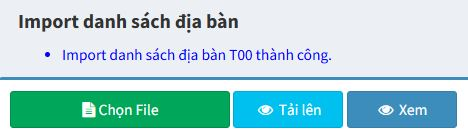 Import danh sách địa bàn
Import danh sách địa bàn T00 thành công.
Chọn File
Tải lên
Xem